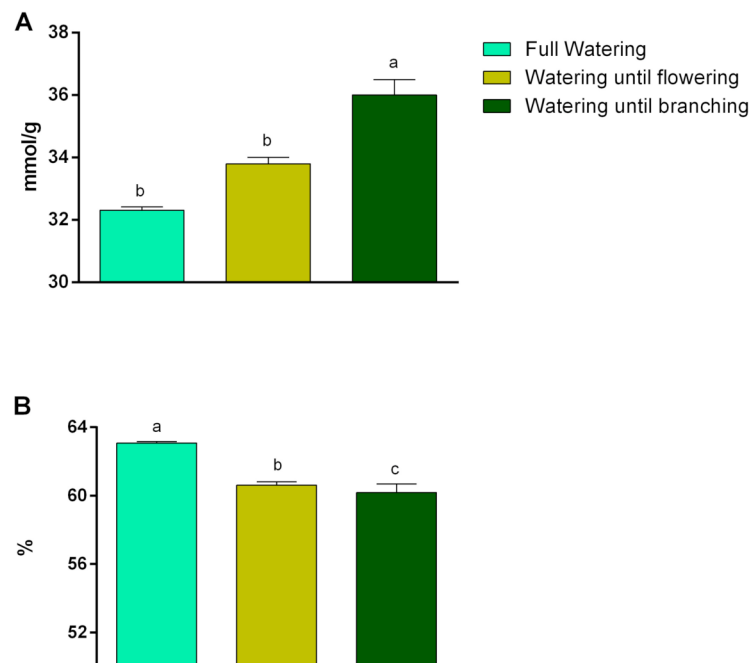 A
38
36
34
32
30
mmol/g
b
b
a
Full Watering
Watering until flowering
Watering until branching
B
64
60
56
52
%
a
b
c